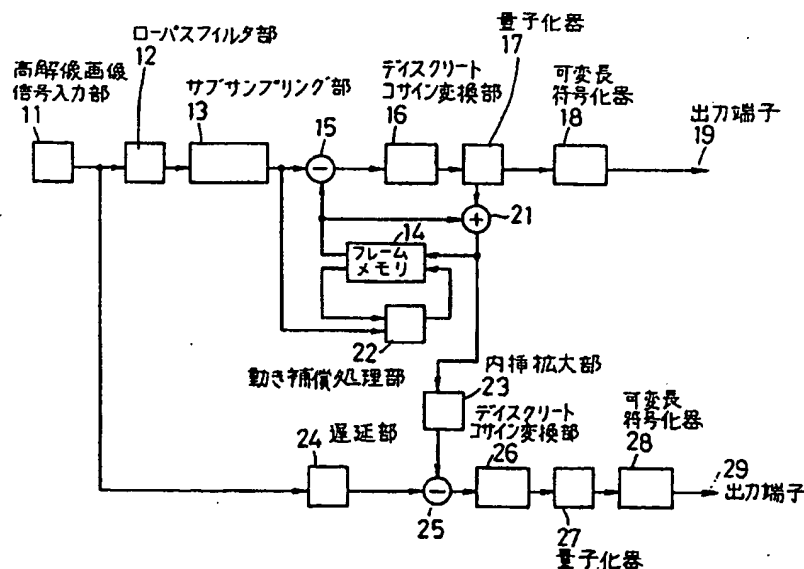 ローパスフィルタ部
12
高解像画像
信号入力部
11
サブサンプリング部
13
15
ディスクリート
コサイン変換部
16
量子化器
17
可変長
符号化器
18
出力端子
19
−
+
21
14
フレーム
メモリ
22
動き補償処理部
内挿拡大部
23
24 遅延部
−
25
ディスクリート
コサイン変換部
26
27
量子化器
可変長
符号化器
28
29
出力端子